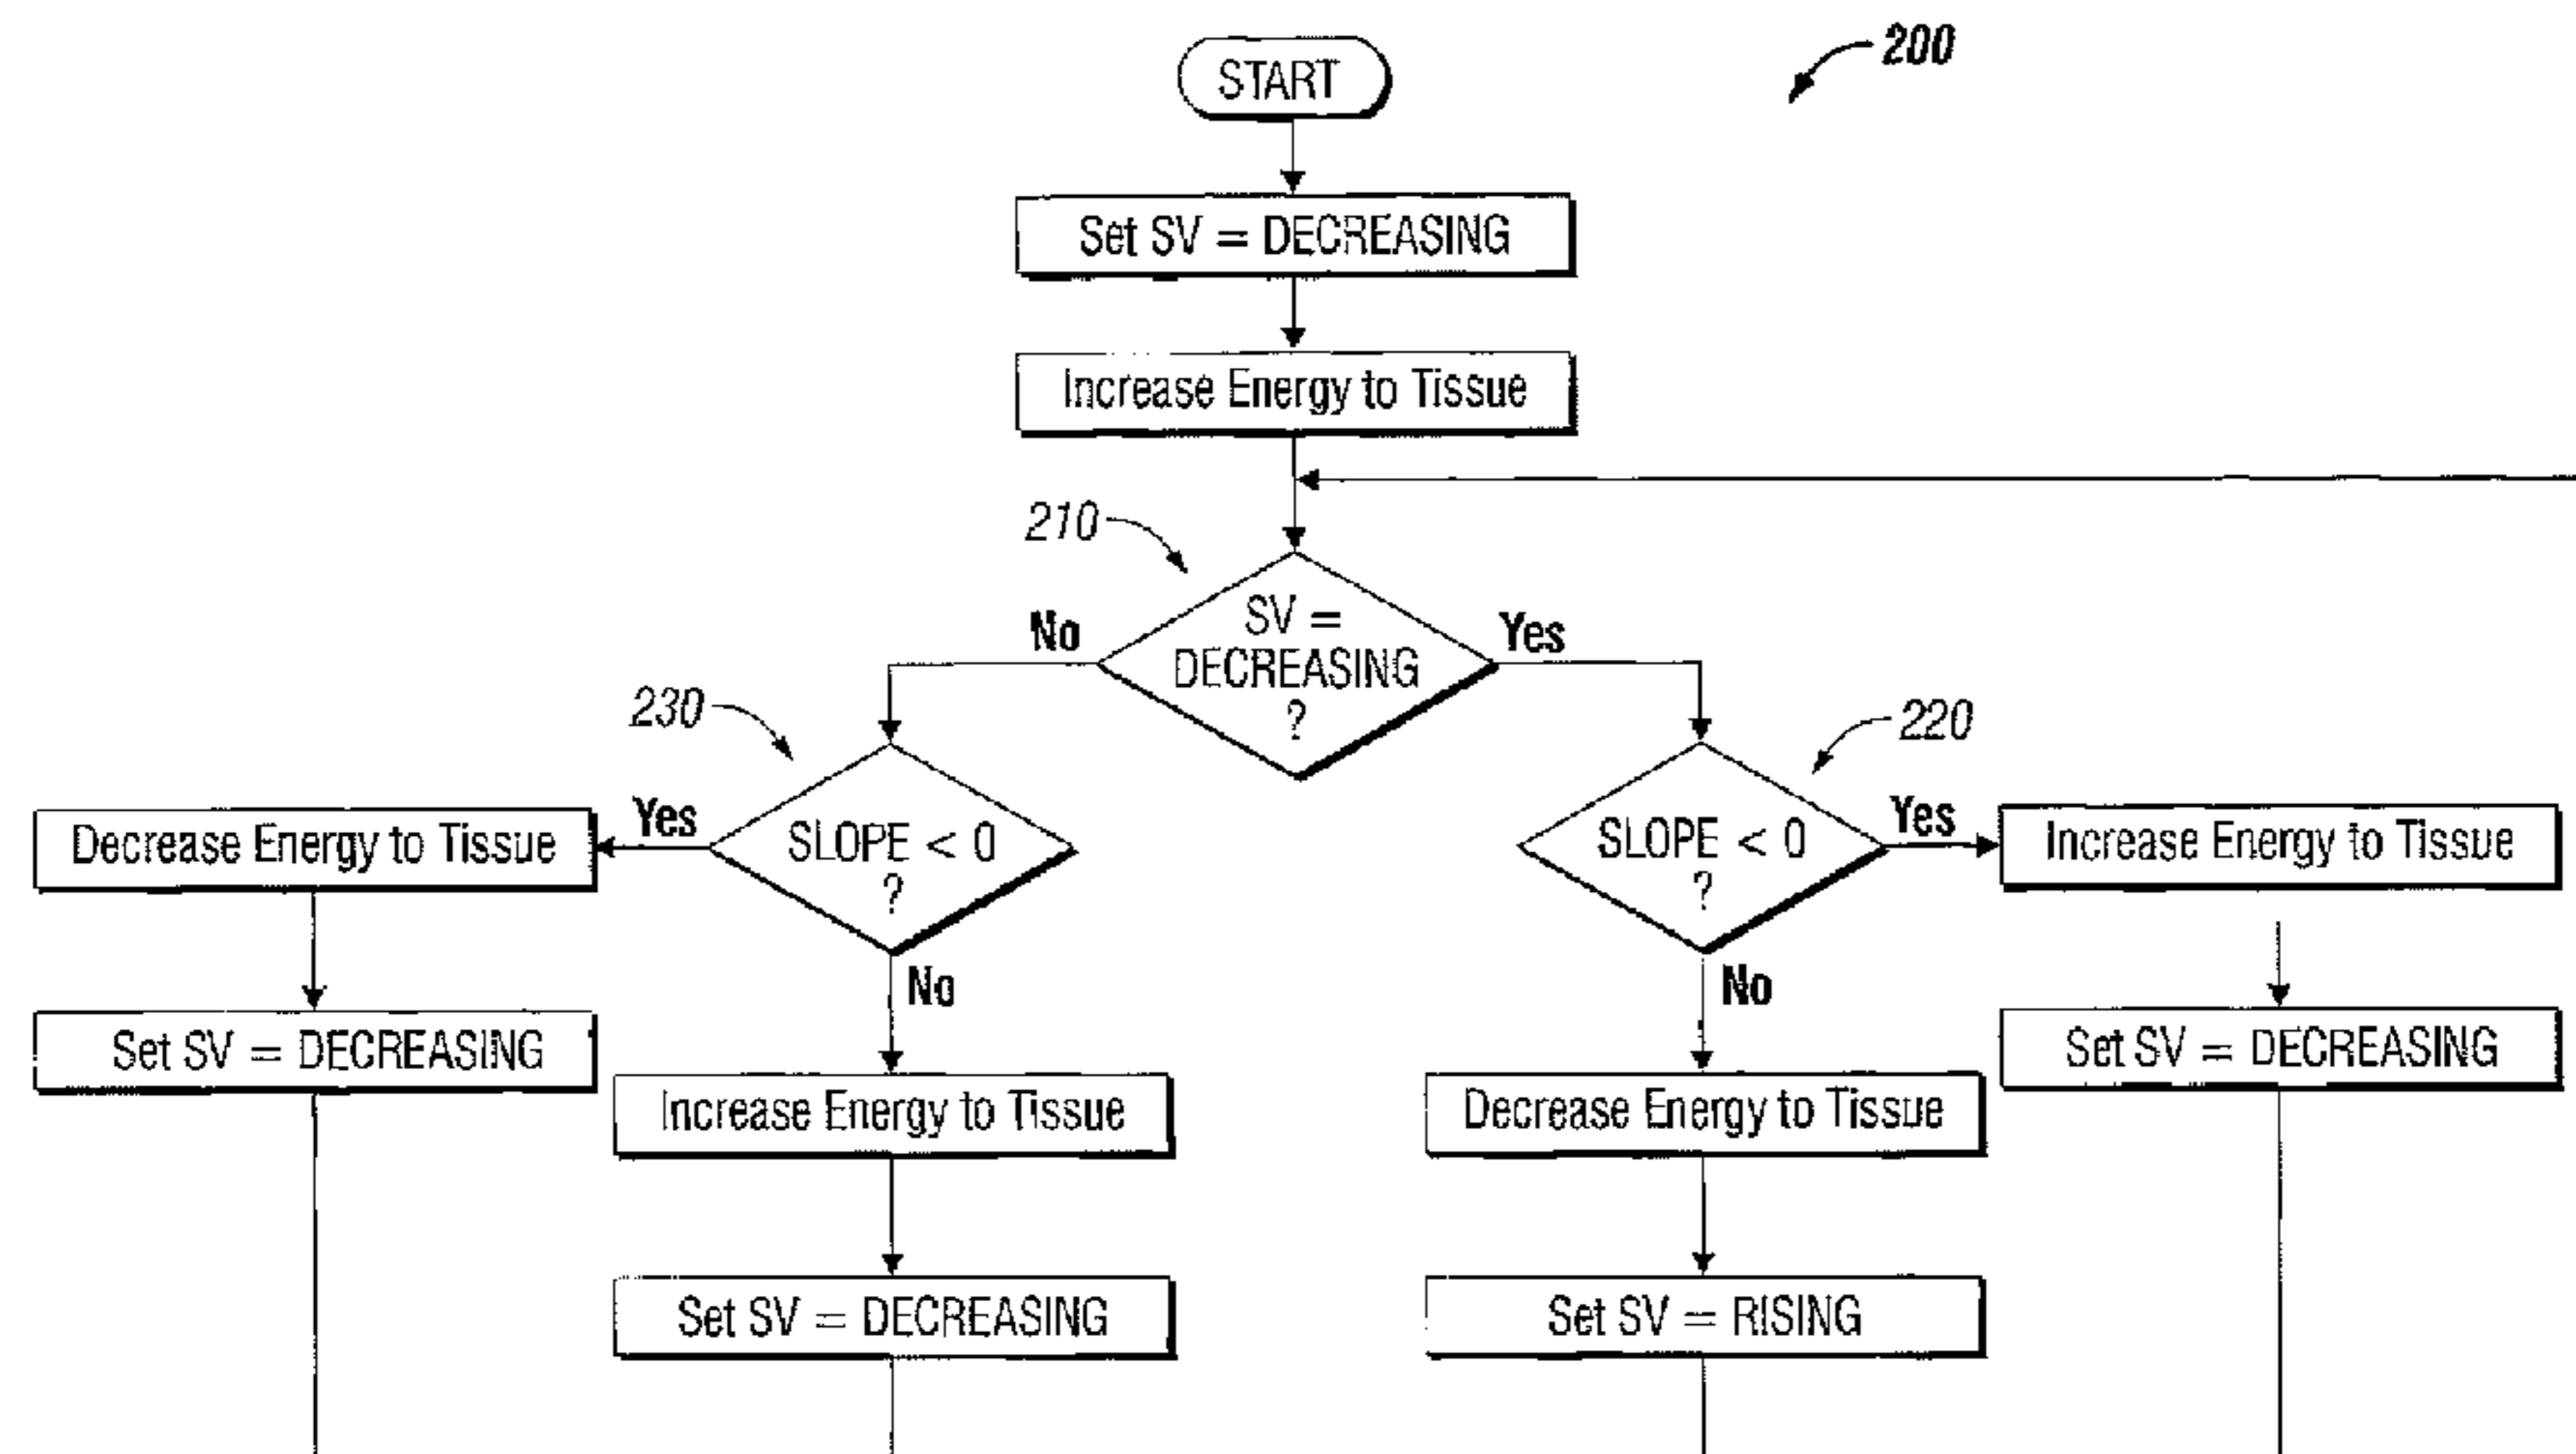 200
START
Set SV = DECREASING
Increase Energy to Tissue
210
SV =
DECREASING
?
No
Yes
230
220
SLOPE < 0
?
Yes
No
SLOPE < 0
?
Yes
No
Decrease Energy to Tissue
Set SV = DECREASING
Increase Energy to Tissue
Set SV = DECREASING
Decrease Energy to Tissue
Set SV = RISING
Increase Energy to Tissue
Set SV = DECREASING